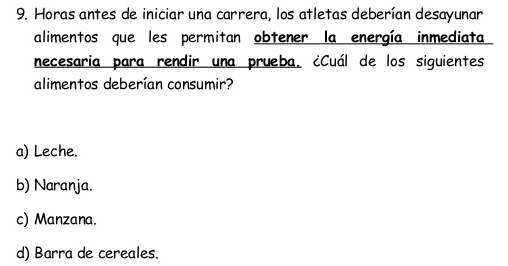 9. Horas antes de iniciar una carrera, los atletas deberían desayunar
alimentos que les permitan obtener la energía inmediata
necesaria para rendir una prueba. ¿Cuál de los siguientes
alimentos deberían consumir?
a) Leche.
b) Naranja.
c) Manzana.
d) Barra de cereales.